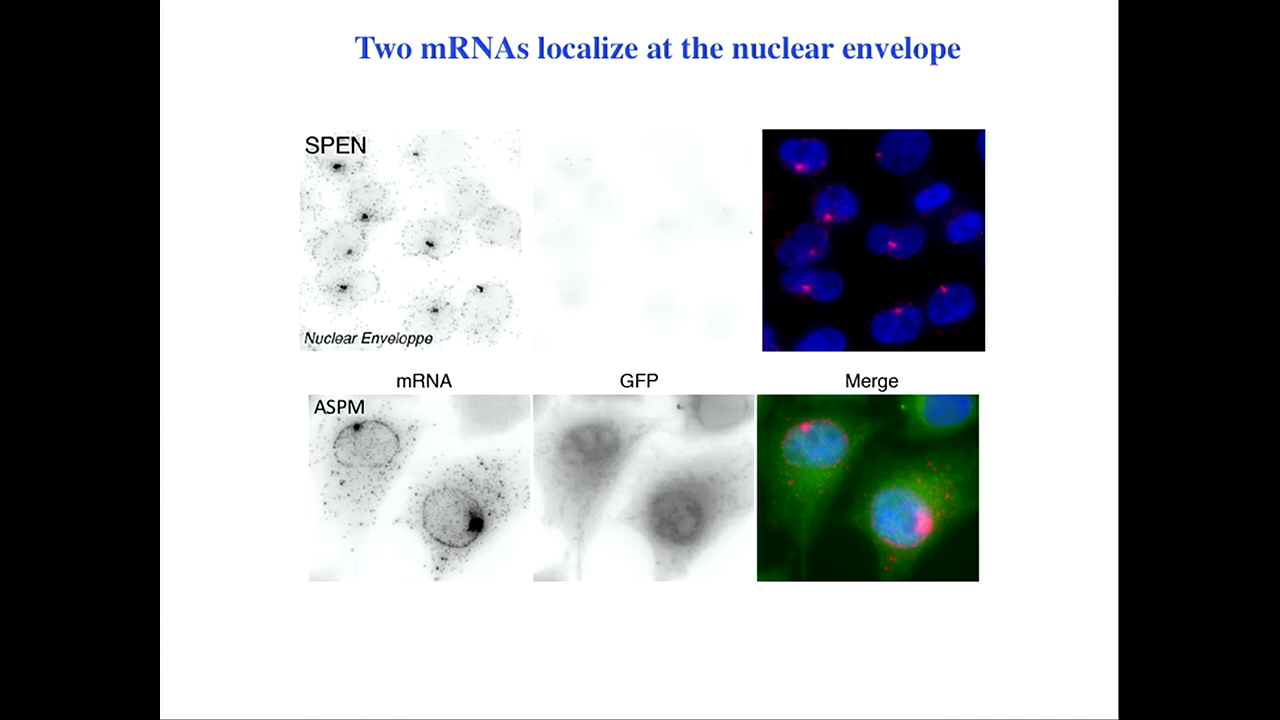 Two mRNAs localize at the nuclear envelope
SPEN
Nuclear Enveloppe
mRNA GFP Merge
ASPM